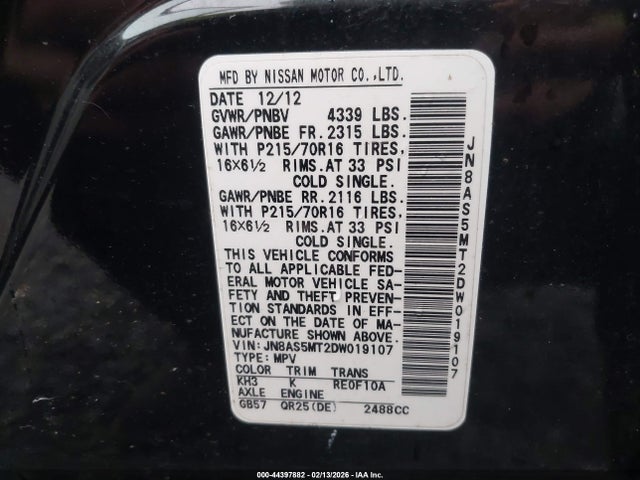 MFD BY NISSAN MOTOR CO.,LTD.
DATE 12/12
GVWR/PNBV 4339 LBS.
GAWR/PNBE FR. 2315 LBS.
WITH P215/70R16 TIRES,
16X6½ RIMS.AT 33 PSI
COLD SINGLE.
GAWR/PNBE RR. 2116 LBS.
WITH P215/70R16 TIRES,
16X6½ RIMS.AT 33 PSI
COLD SINGLE.
THIS VEHICLE CONFORMS
TO ALL APPLICABLE FED-
ERAL MOTOR VEHICLE SA-
FETY AND THEFT PREVEN-
TION STANDARDS IN EFF-
ECT ON THE DATE OF MA-
NUFACTURE SHOWN ABOVE.
VIN: JN8AS5MT2DW019107
TYPE: MPV
COLOR TRIM TRANS
KH3 K RE0F10A
AXLE ENGINE
GB57 QR25(DE) 2488CC
JN8AS5MT2DW019107
000-44397882 - 02/13/2026 - IAA Inc.